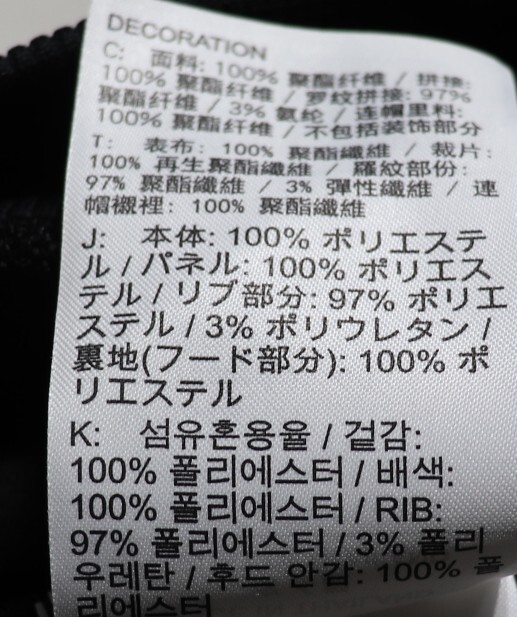 DECORATION
C: 面料: 100% 聚酯纤维 / 拼接:
100% 聚酯纤维 / 罗纹拼接: 97%
聚酯纤维 / 3% 氨纶 / 连帽里料:
100% 聚酯纤维 / 不包括装饰部分
T: 表布: 100% 聚酯纖維 / 裁片:
100% 再生聚酯纖維 / 羅紋部份:
97% 聚酯纖維 / 3% 彈性纖維 / 連
帽襯裡: 100% 聚酯纖維
J: 本体: 100% ポリエステ
ル / パネル: 100% ポリエス
テル / リブ部分: 97% ポリエ
ステル / 3% ポリウレタン /
裏地(フード部分): 100% ポ
リエステル
K: 섬유혼용율 / 겉감:
100% 폴리에스터 / 배색:
100% 폴리에스터 / RIB:
97% 폴리에스터 / 3% 폴리
우레탄 / 후드 안감: 100% 폴
리에스터